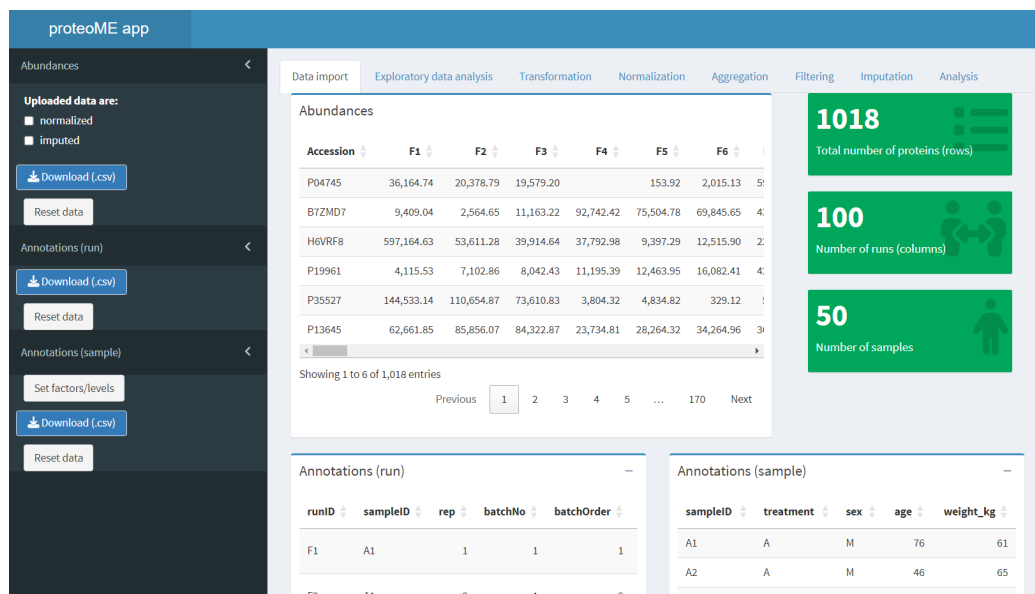 proteoME app
Abundances
Uploaded data are:
normalized
imputed
Download (.csv)
Reset data
Annotations (run)
Download (.csv)
Reset data
Annotations (sample)
Set factors/levels
Download (.csv)
Reset data
Data import Exploratory data analysis Transformation Normalization Aggregation Filtering Imputation Analysis
Abundances
Accession F1 F2 F3 F4 F5 F6
P04745 36,164.74 20,378.79 19,579.20 153.92 2,015.13
B7ZMD7 9,409.04 2,564.65 11,163.22 92,742.42 75,504.78 69,845.65
H6VRF8 597,164.63 53,611.28 39,914.64 37,792.98 9,397.29 12,515.90
P19961 4,115.53 7,102.86 8,042.43 11,195.39 12,463.95 16,082.41
P35527 144,533.14 110,654.87 73,610.83 3,804.32 4,834.82 329.12
P13645 62,661.85 85,856.07 84,322.87 23,734.81 28,264.32 34,264.96
Showing 1 to 6 of 1,018 entries
Previous 1 2 3 4 5 … 170 Next
1018
Total number of proteins (rows)
100
Number of runs (columns)
50
Number of samples
Annotations (run)
runID sampleID rep batchNo batchOrder
F1 A1 1 1 1
Annotations (sample)
sampleID treatment sex age weight_kg
A1 A M 76 61
A2 A M 46 65